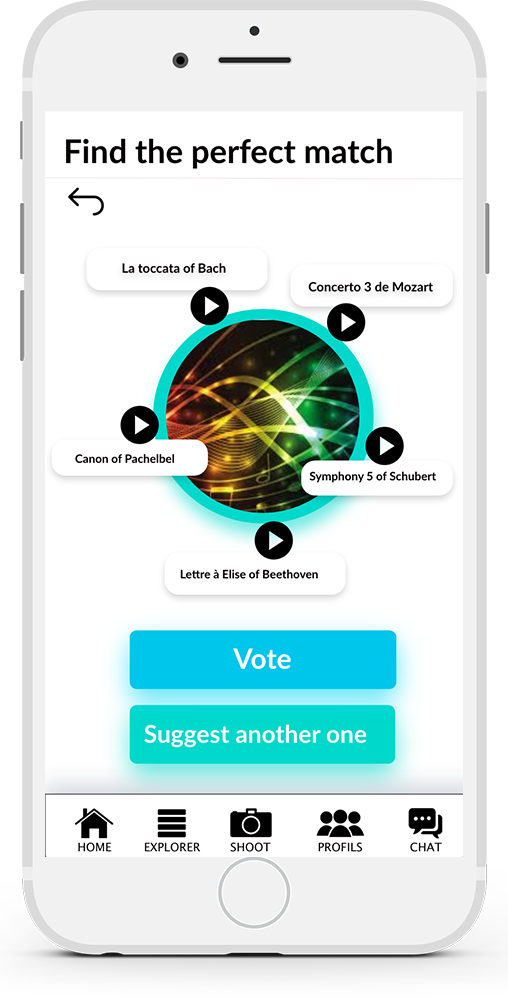 Find the perfect match
La toccata of Bach
Concerto 3 de Mozart
Canon of Pachelbel
Symphony 5 of Schubert
Lettre à Elise of Beethoven
Vote
Suggest another one
HOME
EXPLORER
SHOOT
PROFILS
CHAT